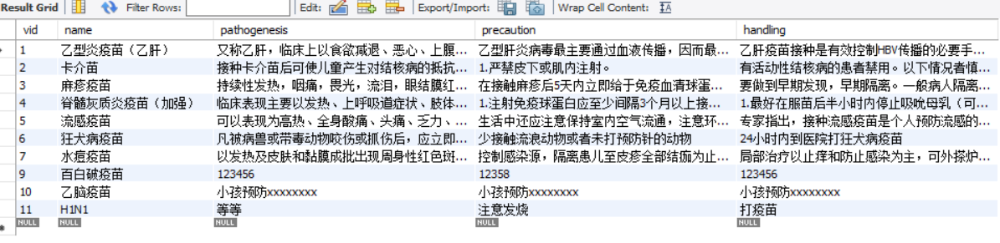 Result Grid Filter Rows: Edit: Export/Import: Wrap Cell Content: IA
vid name pathogenesis precaution handling
1 乙型炎疫苗（乙肝） 又称乙肝，临床上以食欲减退、恶心、上腹... 乙型肝炎病毒最主要通过血液传播，因而最... 乙肝疫苗接种是有效控制HBV传播的必要手...
2 卡介苗 接种卡介苗后可使儿童产生对结核病的抵抗... 1.严禁皮下或肌内注射。 有活动性结核病的患者禁用。以下情况者慎...
3 麻疹疫苗 持续性发热，咽痛，畏光，流泪，眼结膜红... 在接触麻疹后5天内立即给于免疫血清球蛋... 要做到早期发现，早期隔离。一般病人隔离...
4 脊髓灰质炎疫苗（加强） 临床表现主要以发热、上呼吸道症状、肢体... 1.注射免疫球蛋白应至少间隔3个月以上接... 1.最好在服苗后半小时内停止吸吮母乳（可...
5 流感疫苗 可以表现为高热、全身酸痛、头痛、乏力、... 生活中还应注意保持室内空气流通，注意环... 专家指出，接种流感疫苗是个人预防流感的...
6 狂犬病疫苗 凡被病兽或带毒动物咬伤或抓伤后，应立即... 少接触流浪动物或者未打预防针的动物 24小时内到医院打狂犬病疫苗
7 水痘疫苗 以发热及皮肤和黏膜成批出现周身性红色斑... 控制感染源，隔离患儿至皮疹全部结痂为止... 局部治疗以止痒和防止感染为主，可外搽炉...
9 百白破疫苗 123456 12358 123456
10 乙脑疫苗 小孩预防xxxxxxxx 小孩预防xxxxxxxx 小孩预防xxxxxxxx
11 H1N1 等等 注意发烧 打疫苗
NULL NULL NULL NULL NULL